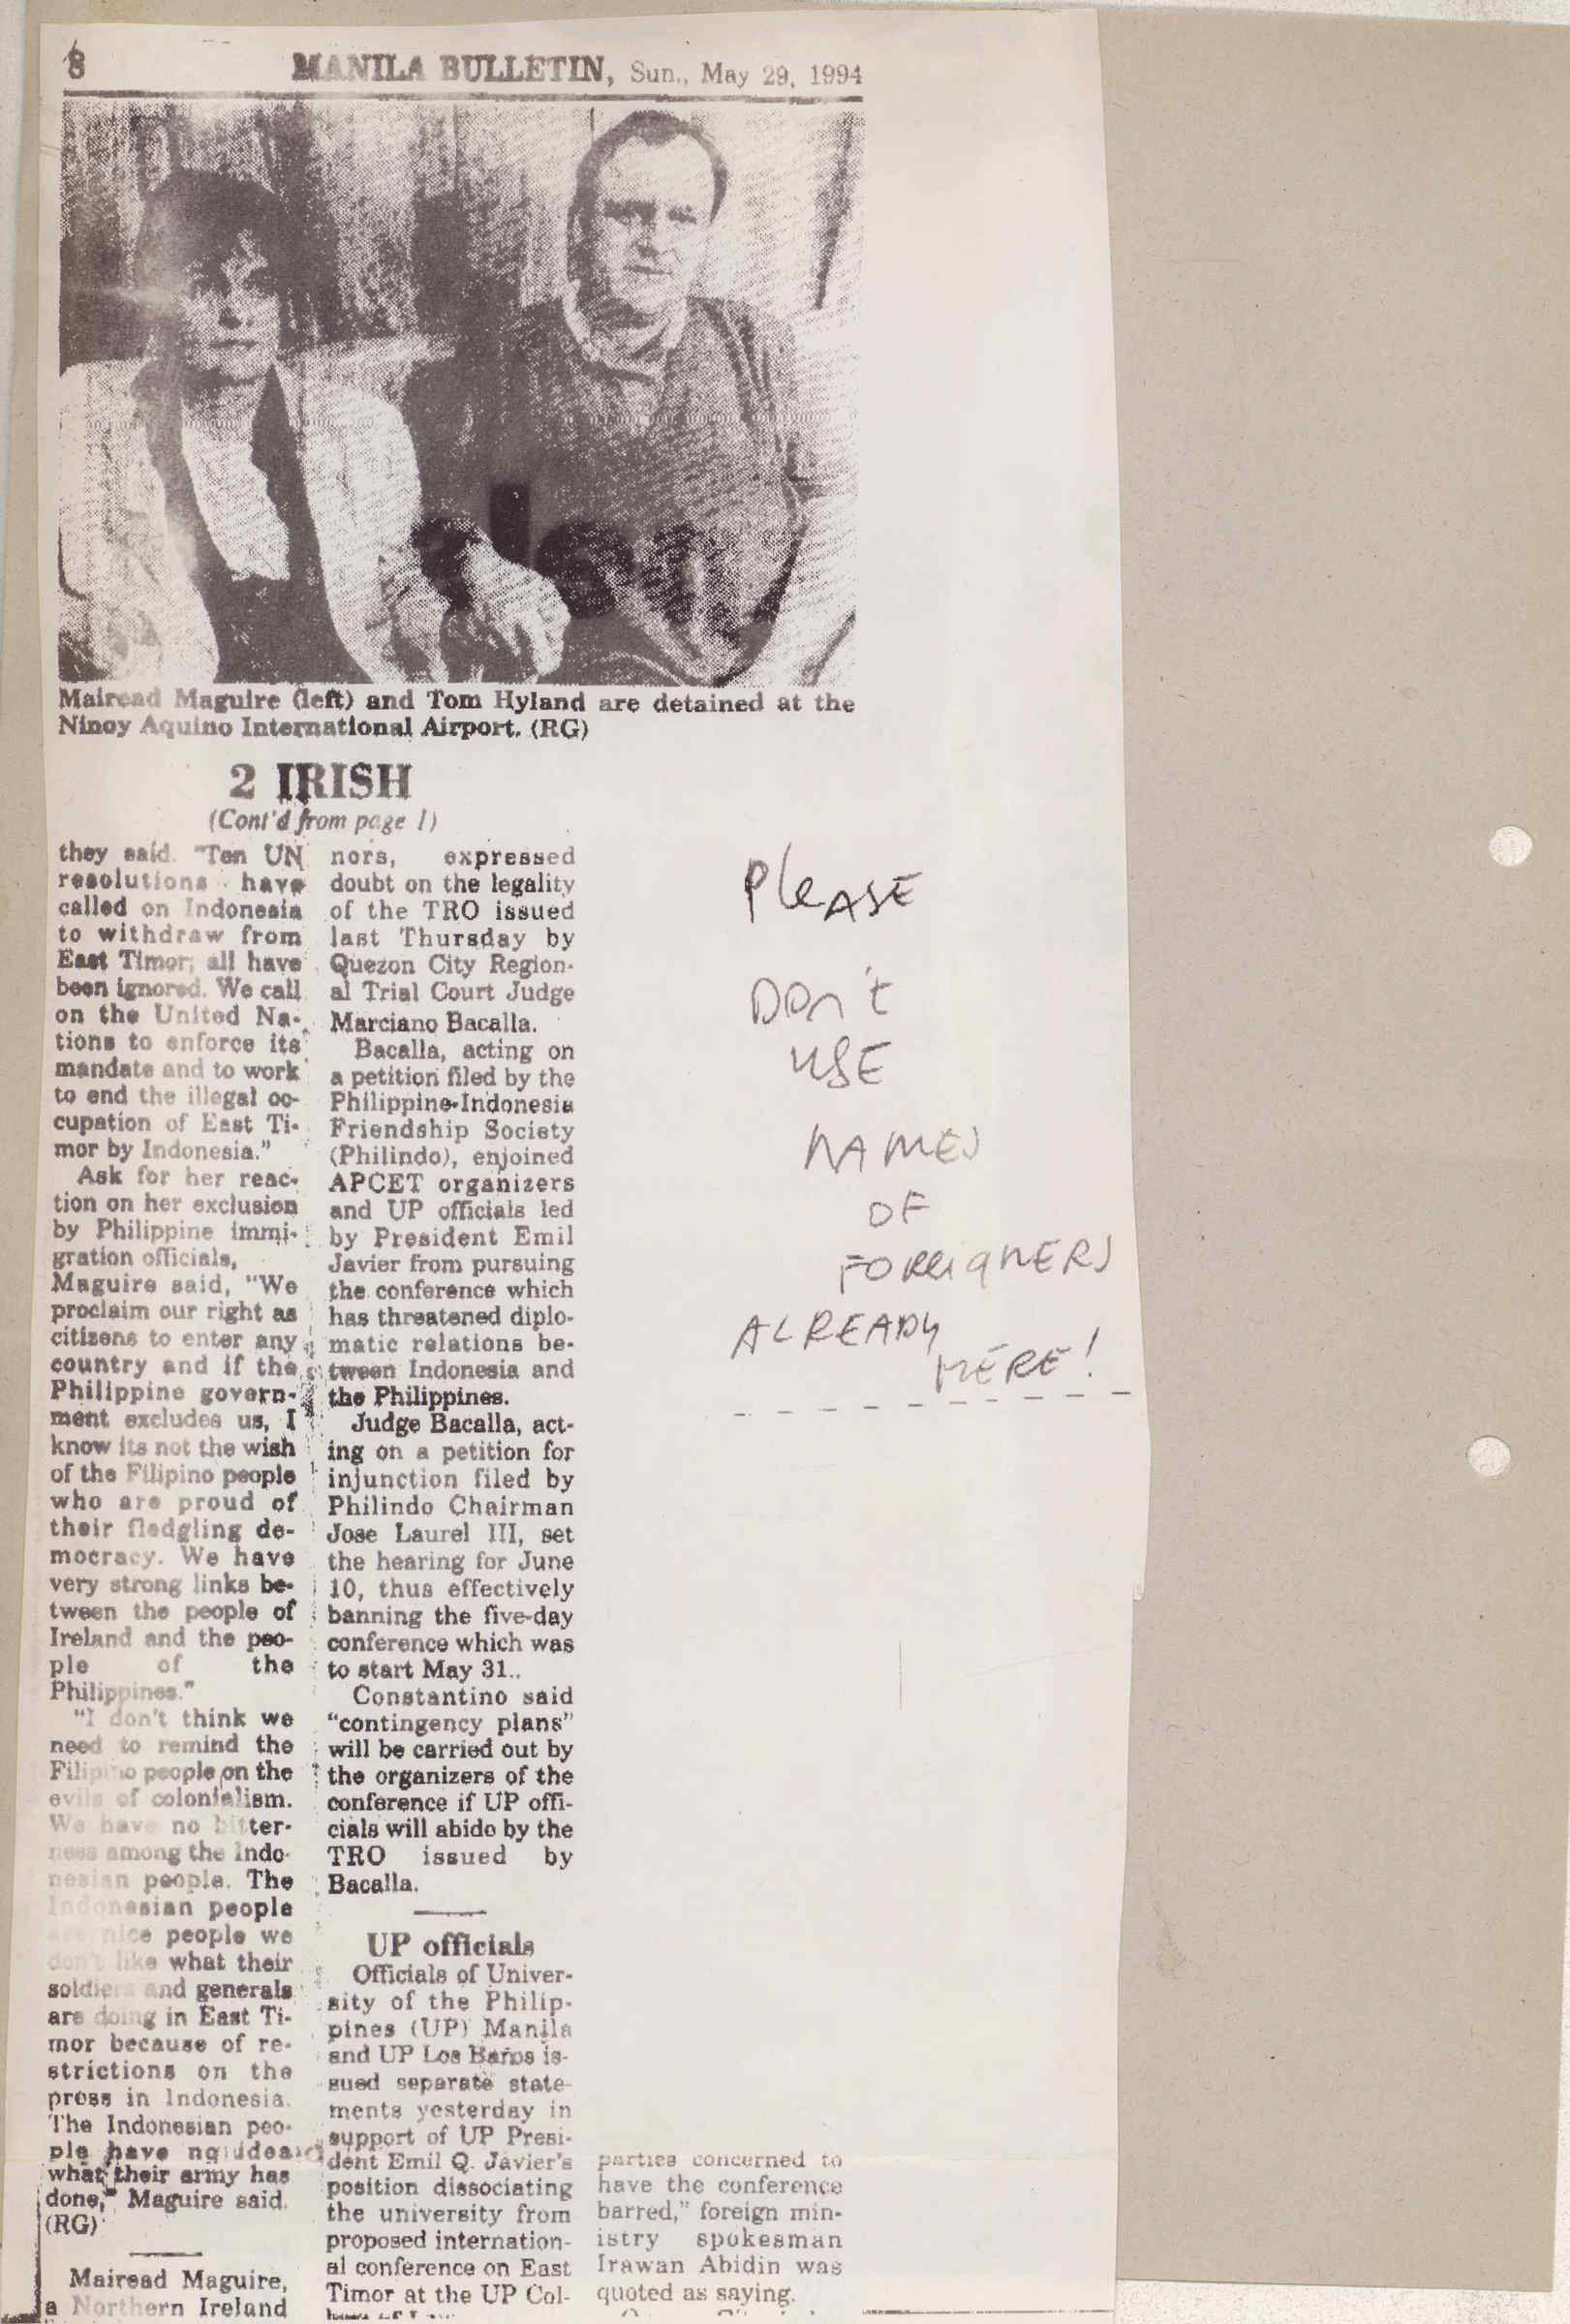 8
MANILA BULLETIN, Sun., May 29, 1994
Mairead Maguire (left) and Tom Hyland are detained at the
Ninoy Aquino International Airport. (RG)
2 IRISH
(Cont'd from page 1)
they said. "Ten UN
resolutions have
called on Indonesia
to withdraw from
East Timor; all have
been ignored. We call
on the United Na-
tions to enforce its
mandate and to work
to end the illegal oc-
cupation of East Ti-
mor by Indonesia."
Ask for her reac-
tion on her exclusion
by Philippine immi-
gration officials,
Maguire said, "We
proclaim our right as
citizens to enter any
country and if the
Philippine govern-
ment excludes us, I
know its not the wish
of the Filipino people
who are proud of
their fledgling de-
mocracy. We have
very strong links be-
tween the people of
Ireland and the peo-
ple of the
Philippines."
"I don't think we
need to remind the
Filipino people on the
evils of colonialism.
We have no bitter-
ness among the Indo-
nesian people. The
Indonesian people
are nice people we
don't like what their
soldiers and generals
are doing in East Ti-
mor because of re-
strictions on the
press in Indonesia.
The Indonesian peo-
ple have no idea
what their army has
done," Maguire said.
(RG)
Mairead Maguire,
a Northern Ireland
nors, expressed
doubt on the legality
of the TRO issued
last Thursday by
Quezon City Region-
al Trial Court Judge
Marciano Bacalla.
Bacalla, acting on
a petition filed by the
Philippine-Indonesia
Friendship Society
(Philindo), enjoined
APCET organizers
and UP officials led
by President Emil
Javier from pursuing
the conference which
has threatened diplo-
matic relations be-
tween Indonesia and
the Philippines.
Judge Bacalla, act-
ing on a petition for
injunction filed by
Philindo Chairman
Jose Laurel III, set
the hearing for June
10, thus effectively
banning the five-day
conference which was
to start May 31..
Constantino said
"contingency plans"
will be carried out by
the organizers of the
conference if UP offi-
cials will abide by the
TRO issued by
Bacalla.
UP officials
Officials of Univer-
sity of the Philip-
pines (UP) Manila
and UP Los Baños is-
sued separate state-
ments yesterday in
support of UP Presi-
dent Emil Q. Javier's
position dissociating
the university from
proposed internation-
al conference on East
Timor at the UP Col-
parties concerned to
have the conference
barred," foreign min-
istry spokesman
Irawan Abidin was
quoted as saying.
PleASE
Don't
USE
NAMES
OF
FOReigNERS
ALREADY
HERE!